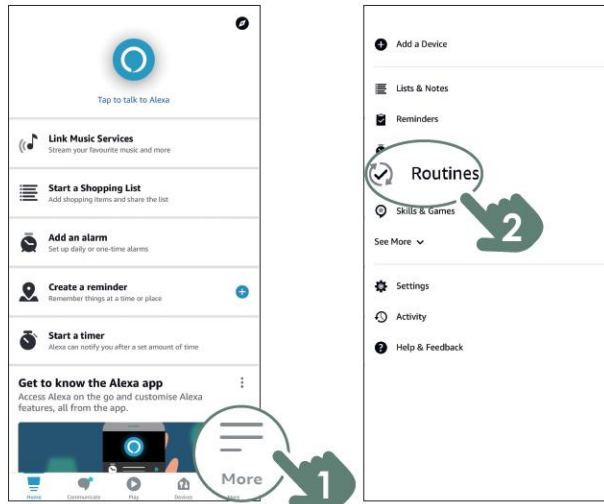 Tap to talk to Alexa
Link Music Services
Stream your favourite music and more
Start a Shopping List
Add shopping items and share the list
Add an alarm
Set up daily or one-time alarms
Create a reminder
Remember things at a time or place
Start a timer
Alexa can notify you after a set amount of time
Get to know the Alexa app
Access Alexa on the go and customise Alexa
features, all from the app.
More
1
Home
Communicate
Play
Devices
Add a Device
Lists & Notes
Reminders
Routines
Skills & Games
2
See More
Settings
Activity
Help & Feedback